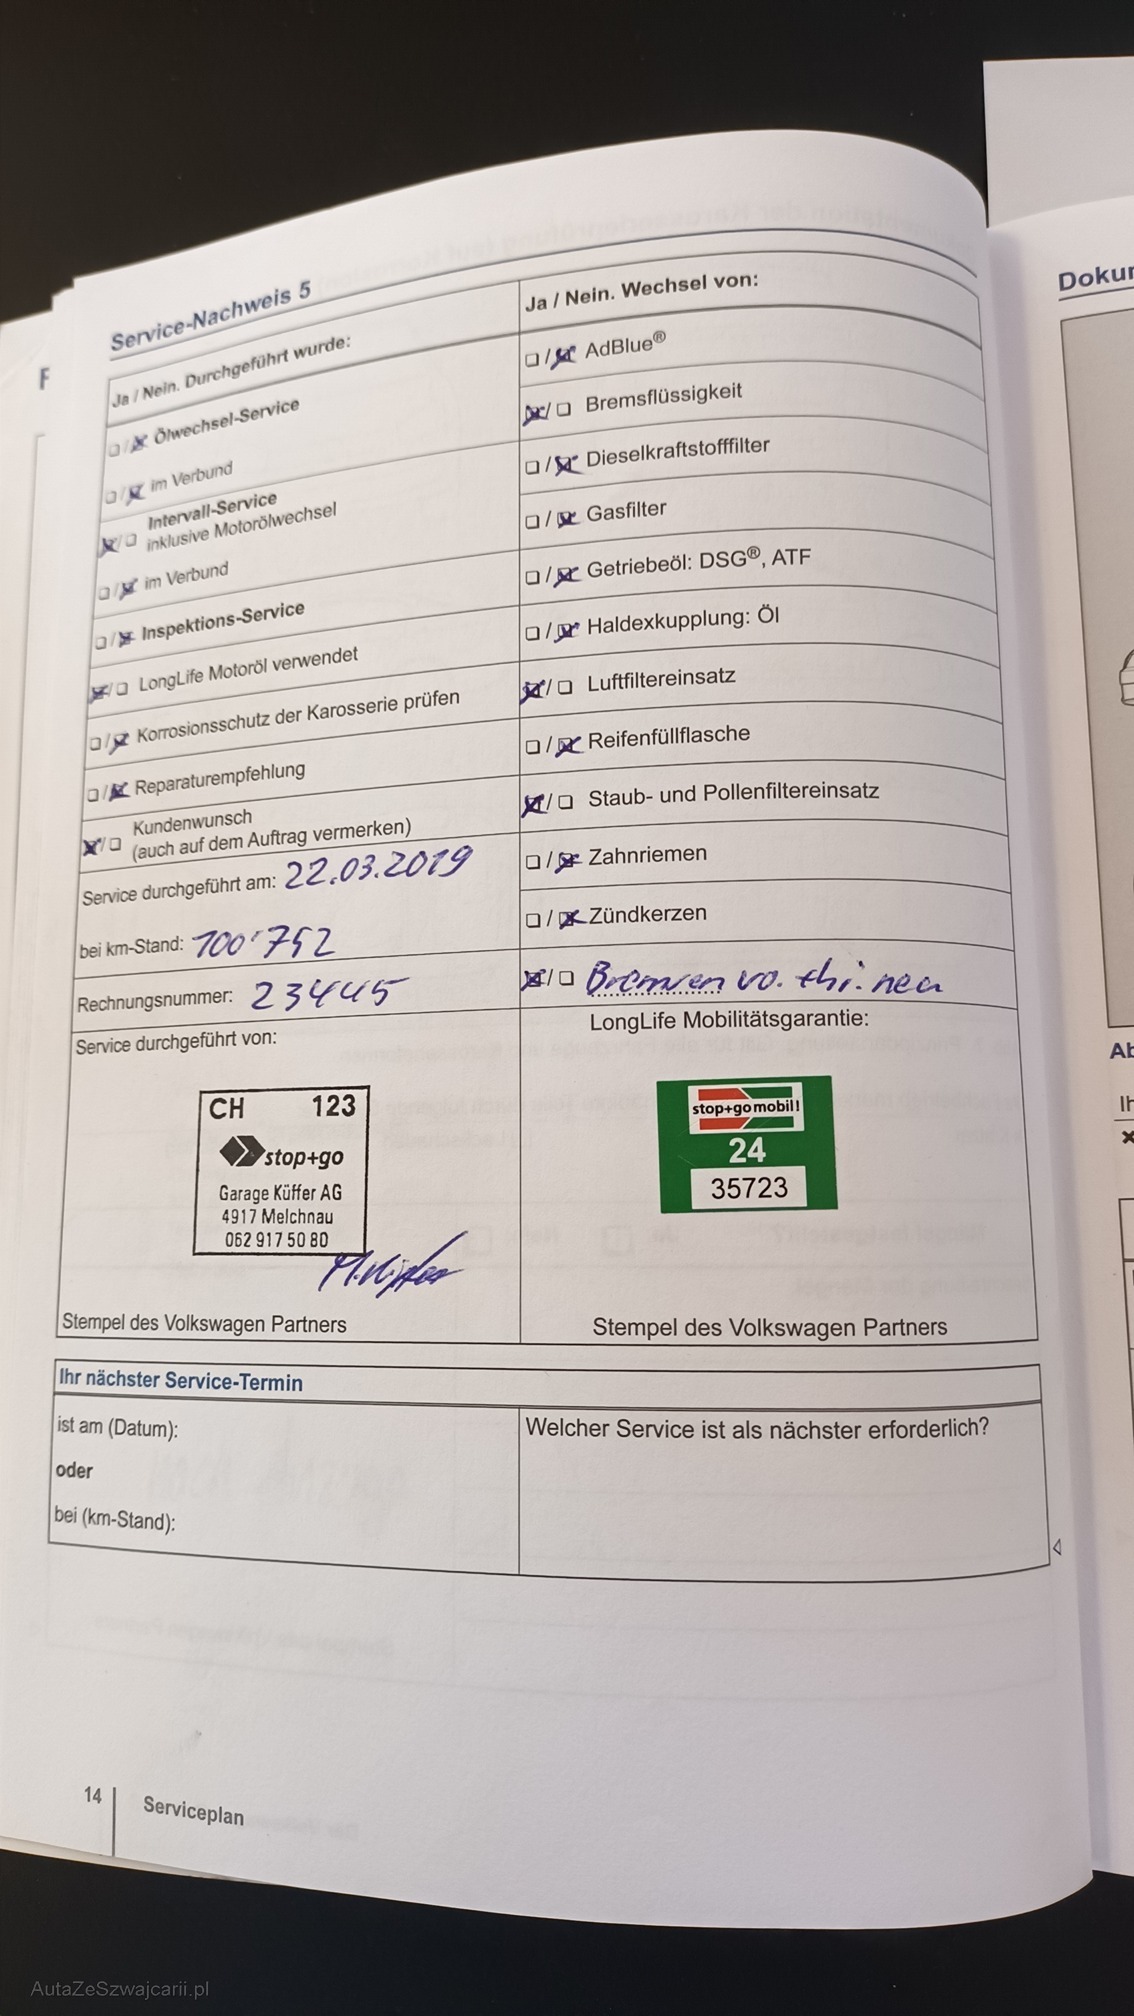 Service-Nachweis 5
Ja / Nein. Durchgeführt wurde:
❏ / ☒ Ölwechsel-Service
❏ / ☒ im Verbund
☒ / ❏ Intervall-Service
inklusive Motorölwechsel
❏ / ☒ im Verbund
❏ / ☒ Inspektions-Service
☒ / ❏ LongLife Motoröl verwendet
❏ / ☒ Korrosionsschutz der Karosserie prüfen
❏ / ☒ Reparaturempfehlung
☒ / ❏ Kundenwunsch
(auch auf dem Auftrag vermerken)
Service durchgeführt am: 22.03.2019
bei km-Stand: 100'752
Rechnungsnummer: 23445
Service durchgeführt von:
CH 123
stop+go
Garage Küffer AG
4917 Melchnau
062 917 50 80
Stempel des Volkswagen Partners
Ja / Nein. Wechsel von:
❏ / ☒ AdBlue®
☒ / ❏ Bremsflüssigkeit
❏ / ☒ Dieselkraftstofffilter
❏ / ☒ Gasfilter
❏ / ☒ Getriebeöl: DSG®, ATF
❏ / ☒ Haldexkupplung: Öl
☒ / ❏ Luftfiltereinsatz
❏ / ☒ Reifenfüllflasche
☒ / ❏ Staub- und Pollenfiltereinsatz
❏ / ☒ Zahnriemen
❏ / ☒ Zündkerzen
☒ / ❏ Bremsen vo. + hi. neu
LongLife Mobilitätsgarantie:
stop+go mobil!
24
35723
Stempel des Volkswagen Partners
Ihr nächster Service-Termin
ist am (Datum):
oder
bei (km-Stand):
Welcher Service ist als nächster erforderlich?
14 Serviceplan
AutaZeSzwajcarii.pl